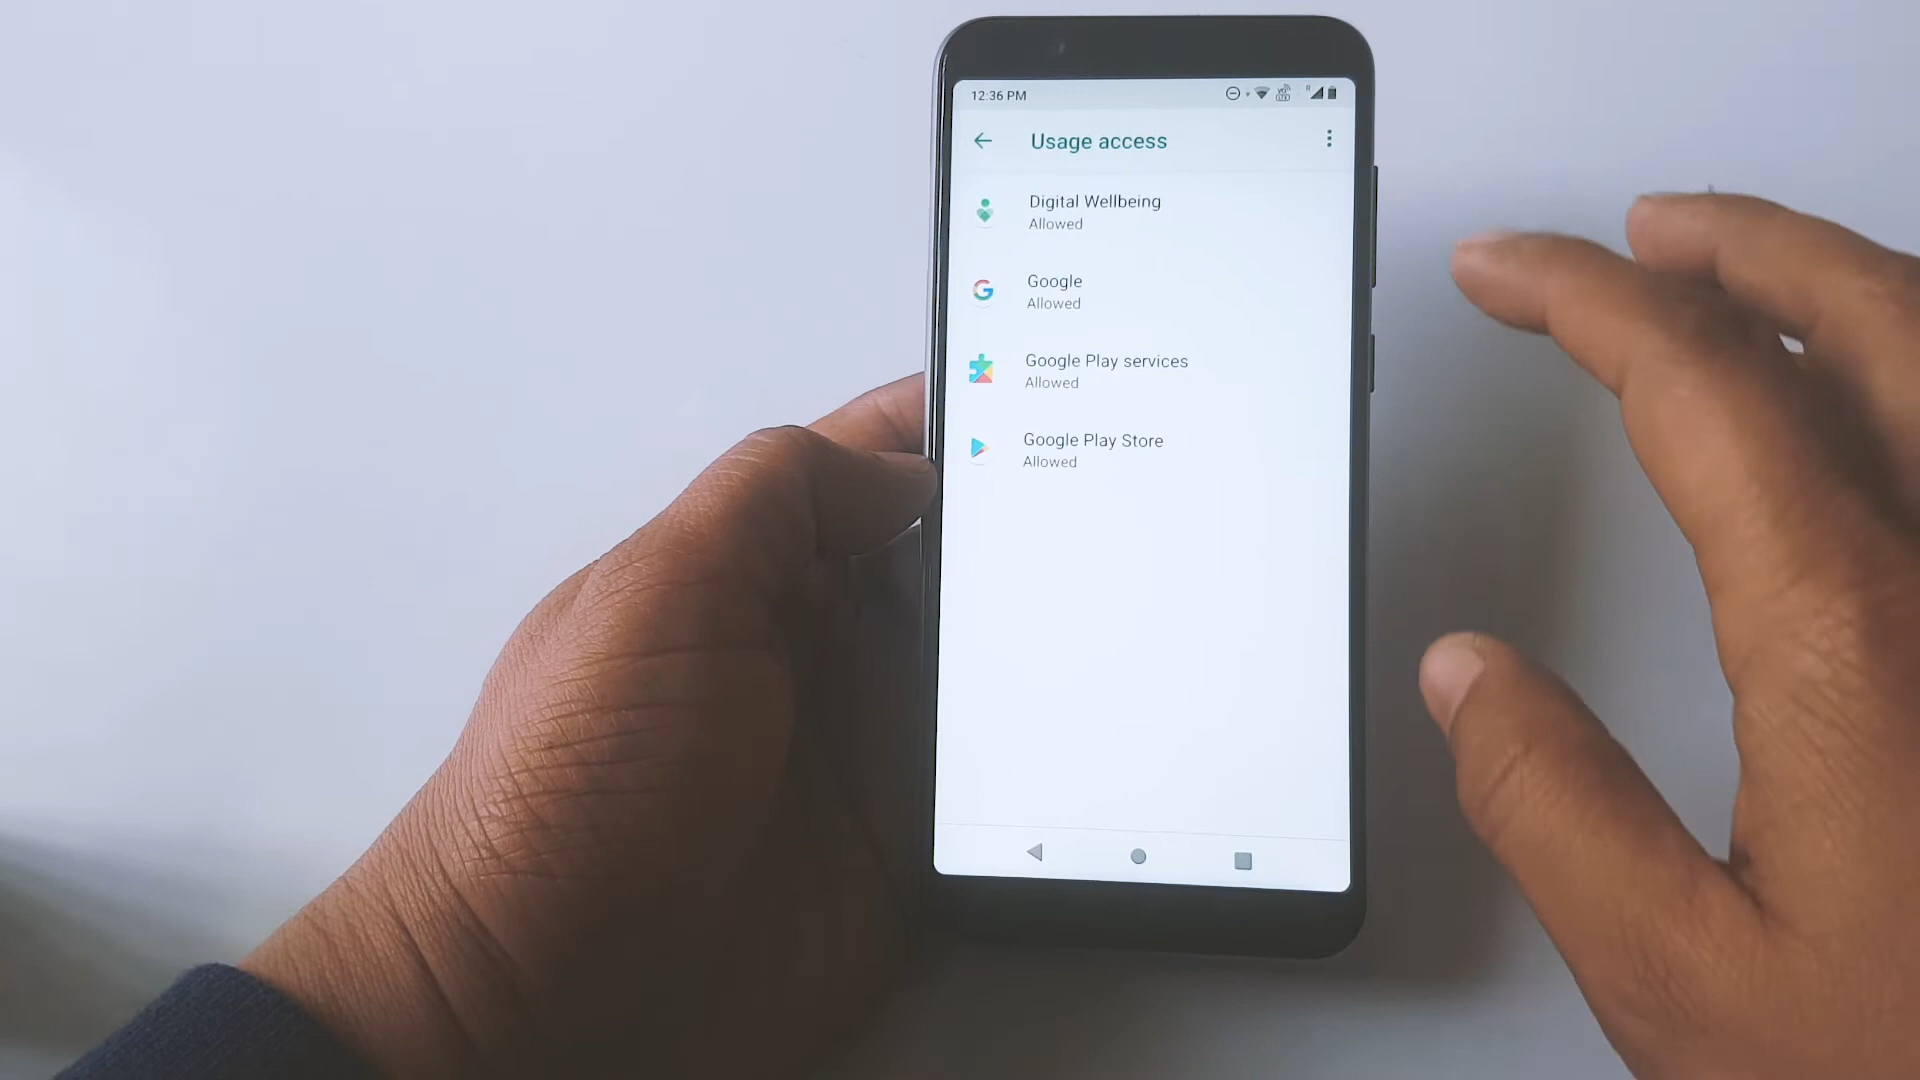 12:36 PM
Usage access
Digital Wellbeing
Allowed
Google
Allowed
Google Play services
Allowed
Google Play Store
Allowed